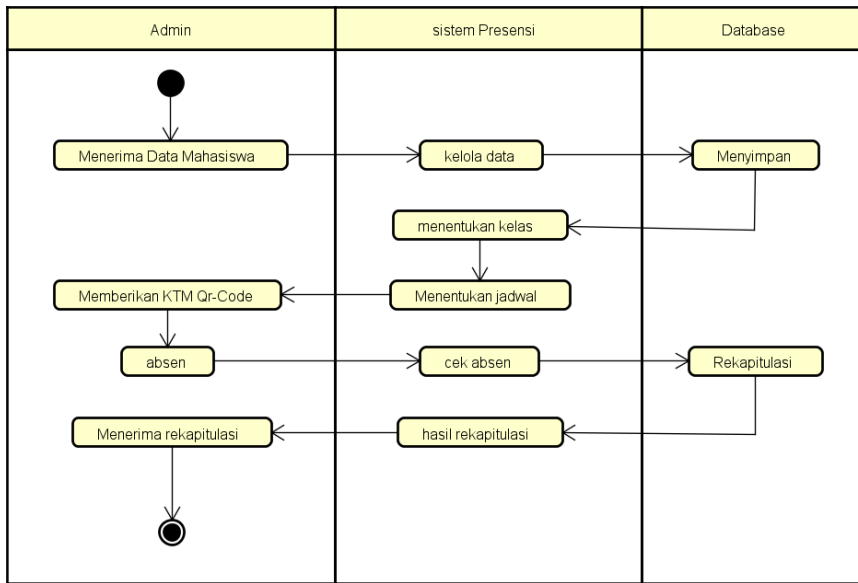 Admin
sistem Presensi
Database
Menerima Data Mahasiswa
kelola data
Menyimpan
menentukan kelas
Memberikan KTM Qr-Code
Menentukan jadwal
absen
cek absen
Rekapitulasi
Menerima rekapitulasi
hasil rekapitulasi